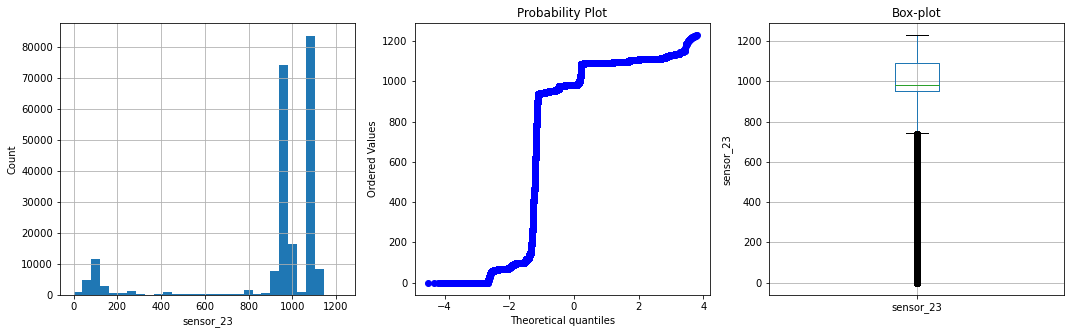 Probability Plot
Box-plot
80000
70000
60000
50000
40000
30000
20000
10000
0
Count
0 200 400 600 800 1000 1200
sensor_23
1200
1000
800
600
400
200
0
Ordered Values
−4 −2 0 2 4
Theoretical quantiles
1200
1000
800
600
400
200
0
sensor_23
sensor_23